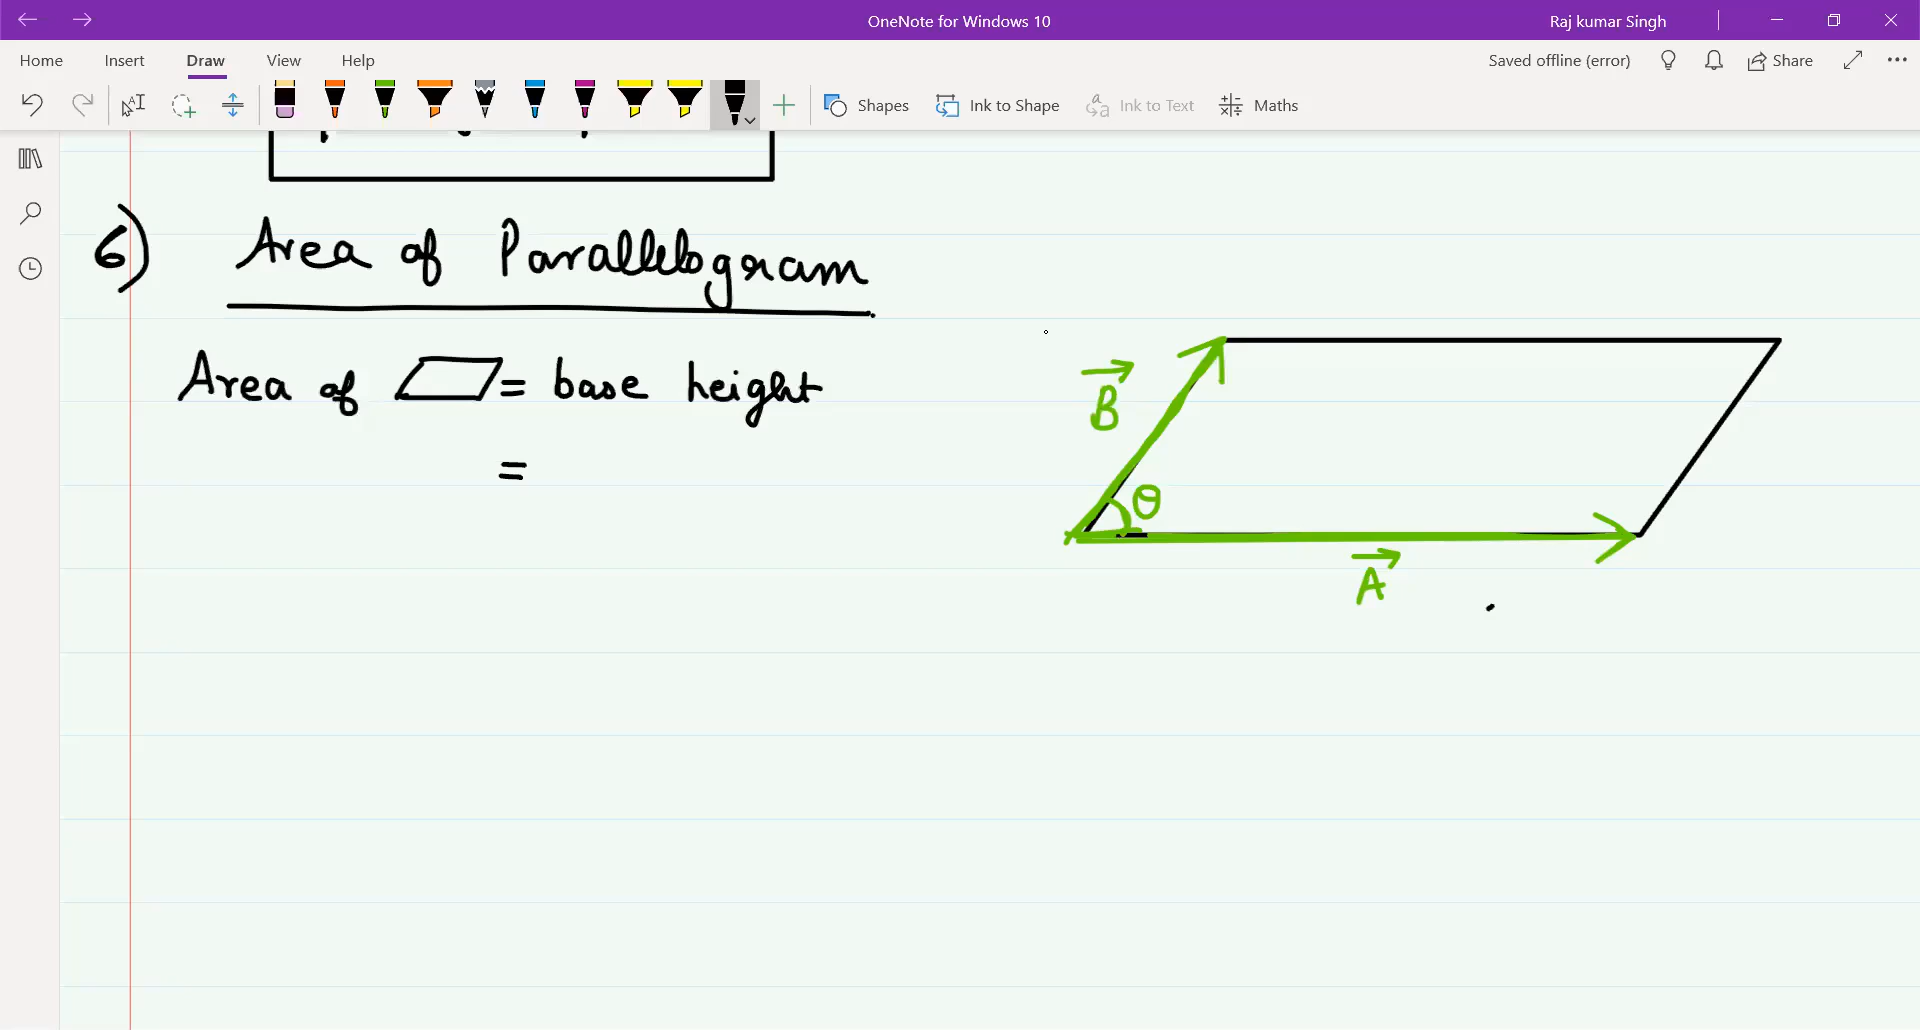 OneNote for Windows 10
Raj kumar Singh
Home Insert Draw View Help
Saved offline (error) Share
Shapes Ink to Shape Ink to Text Maths
6) Area of Parallelogram
Area of = base height
=
B
θ
A